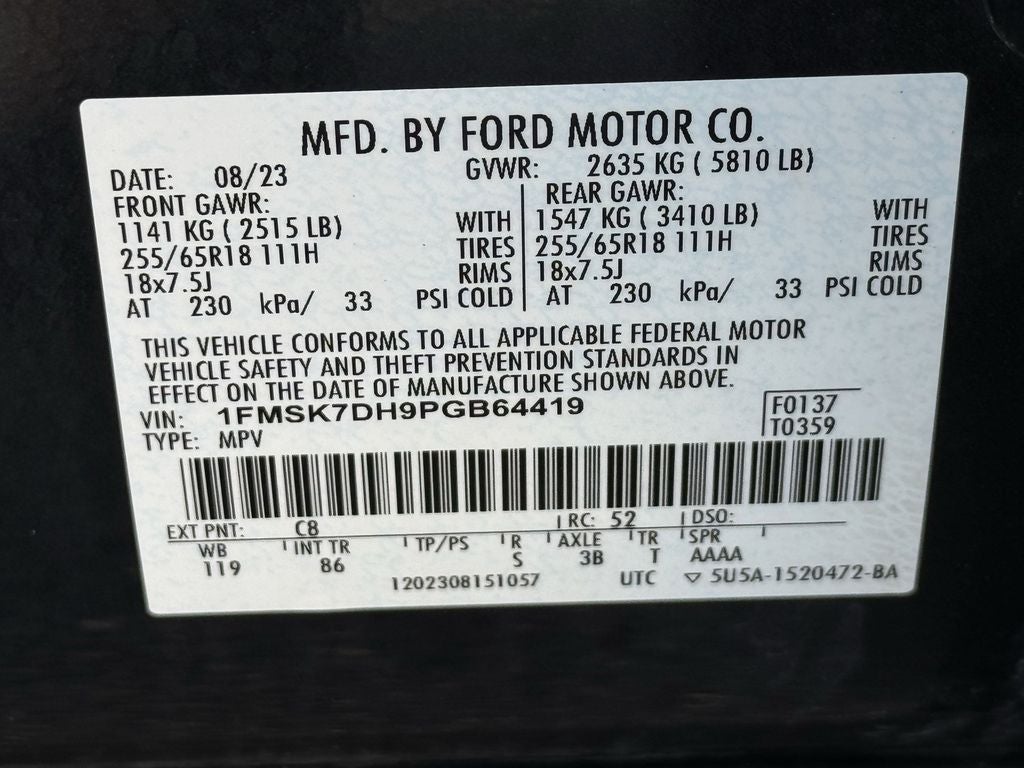 MFD. BY FORD MOTOR CO.
DATE: 08/23 GVWR: 2635 KG ( 5810 LB)
FRONT GAWR: REAR GAWR:
1141 KG ( 2515 LB) WITH 1547 KG ( 3410 LB) WITH
255/65R18 111H TIRES 255/65R18 111H TIRES
18x7.5J RIMS 18x7.5J RIMS
AT 230 kPa/ 33 PSI COLD AT 230 kPa/ 33 PSI COLD
THIS VEHICLE CONFORMS TO ALL APPLICABLE FEDERAL MOTOR
VEHICLE SAFETY AND THEFT PREVENTION STANDARDS IN
EFFECT ON THE DATE OF MANUFACTURE SHOWN ABOVE.
VIN: 1FMSK7DH9PGB64419 F0137
TYPE: MPV T0359
EXT PNT: C8 RC: 52 DSO:
WB INT TR TP/PS R AXLE TR SPR
119 86 S 3B T AAAA
1202308151057 UTC ▽ 5U5A-1520472-BA